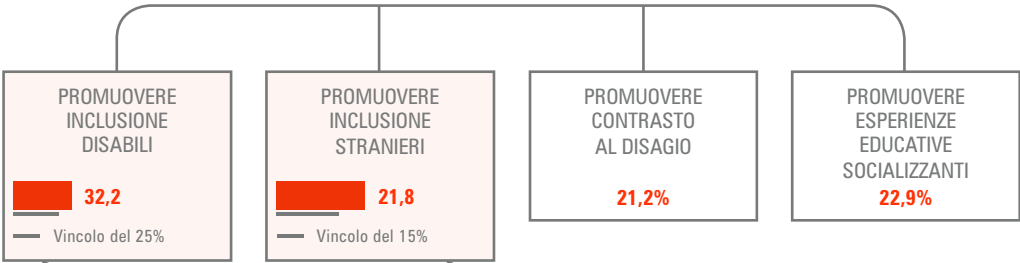 PROMUOVERE
INCLUSIONE
DISABILI
32,2
Vincolo del 25%
PROMUOVERE
INCLUSIONE
STRANIERI
21,8
Vincolo del 15%
PROMUOVERE
CONTRASTO
AL DISAGIO
21,2%
PROMUOVERE
ESPERIENZE
EDUCATIVE
SOCIALIZZANTI
22,9%